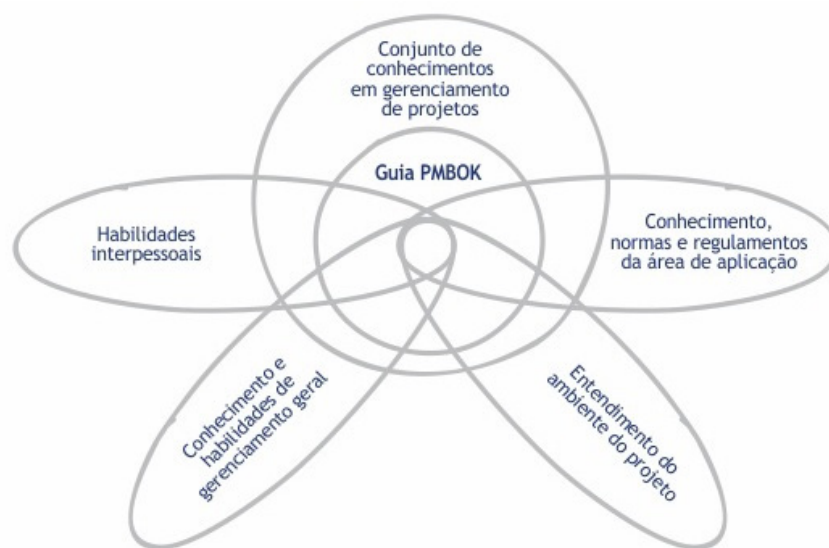 Conjunto de
conhecimentos
em gerenciamento
de projetos
Guia PMBOK
Habilidades
interpessoais
Conhecimento,
normas e regulamentos
da área de aplicação
Conhecimento e
habilidades de
gerenciamento geral
Entendimento do
ambiente do projeto